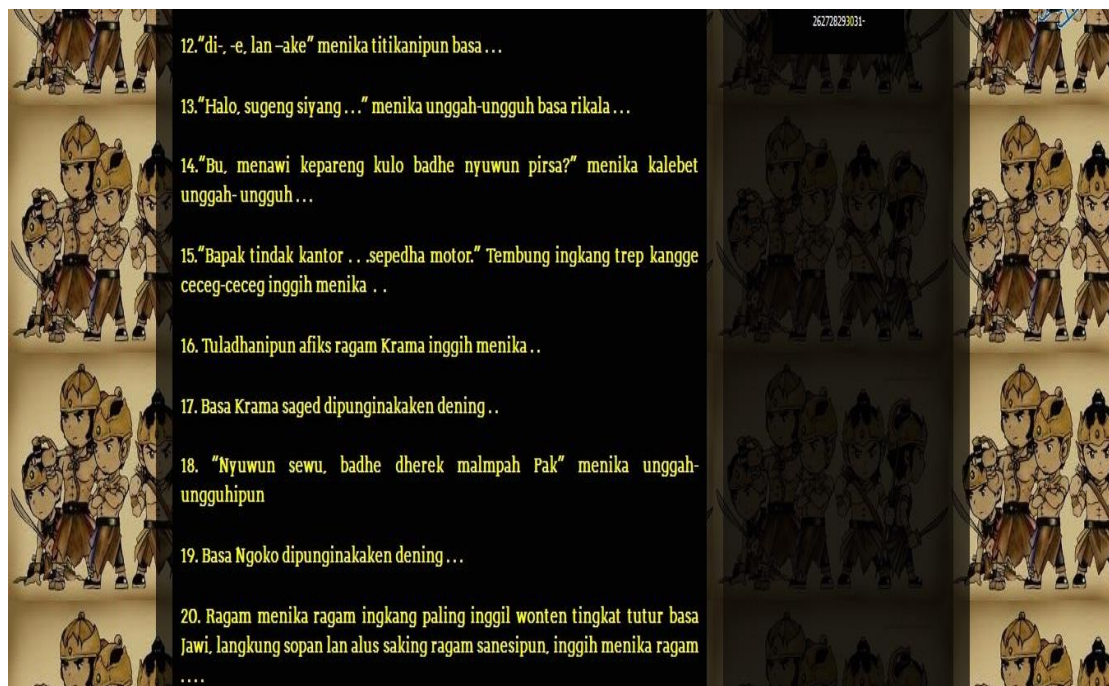 262728293031-
12."di-, -e, lan –ake" menika titikanipun basa . . .
13."Halo, sugeng siyang . . ." menika unggah-ungguh basa rikala . . .
14."Bu, menawi kepareng kulo badhe nyuwun pirsa?" menika kalebet
unggah- ungguh . . .
15."Bapak tindak kantor . . .sepedha motor." Tembung ingkang trep kangge
ceceg-ceceg inggih menika . .
16. Tuladhanipun afiks ragam Krama inggih menika . .
17. Basa Krama saged dipunginakaken dening . .
18. "Nyuwun sewu, badhe dherek malmpah Pak" menika unggah-
ungguhipun
19. Basa Ngoko dipunginakaken dening . . .
20. Ragam menika ragam ingkang paling inggil wonten tingkat tutur basa
Jawi, langkung sopan lan alus saking ragam sanesipun, inggih menika ragam
. . . .